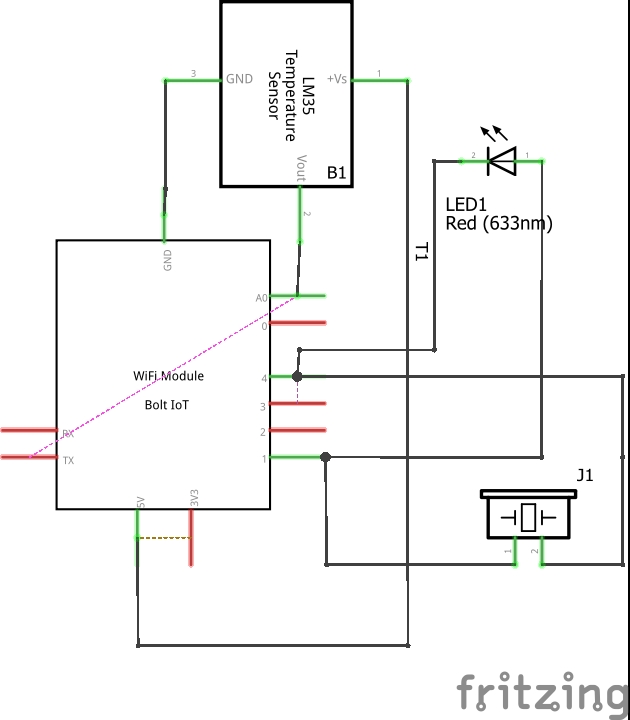 3
GND
LM35
Temperature
Sensor
+Vs
1
Vout
B1
2
2
1
LED1
Red (633nm)
T1
GND
A0
0
WiFi Module
4
Bolt IoT
3
RX
2
TX
1
5V
3V3
J1
1
2
fritzing